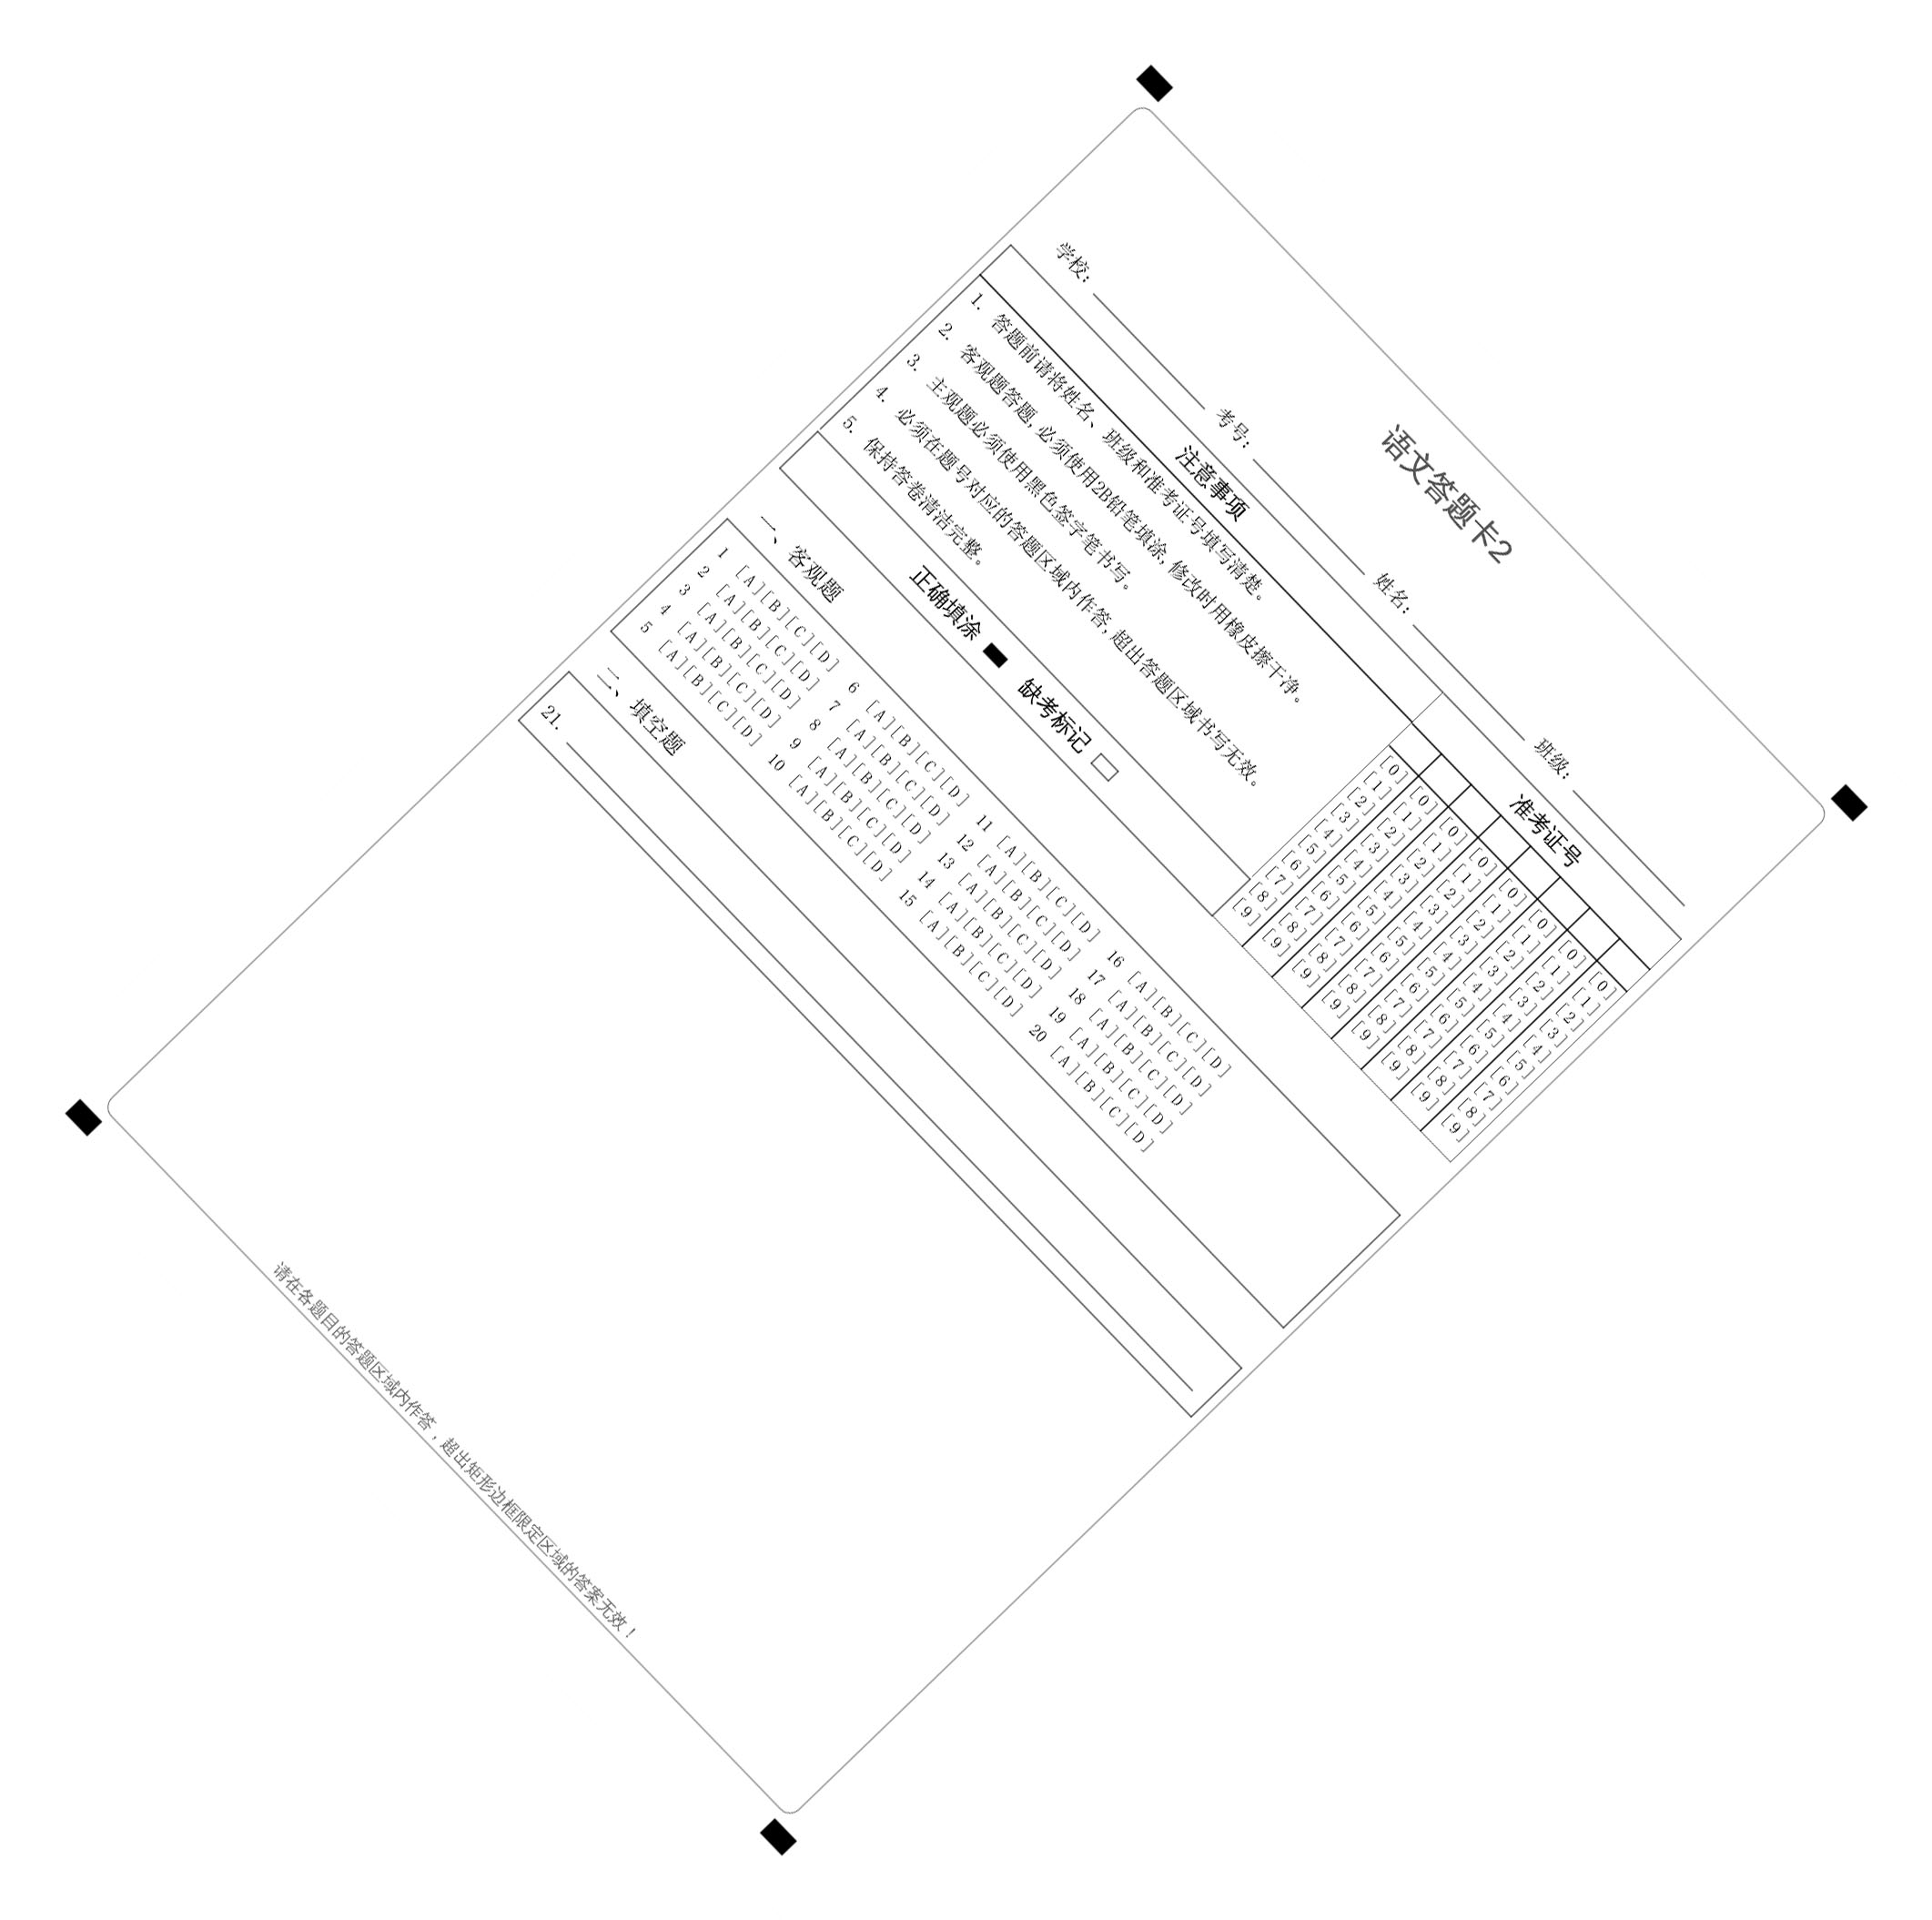 语文答题卡2
学校: 考号: 姓名: 班级:
注意事项
1. 答题前请将姓名、班级和准考证号填写清楚。
2. 客观题答题, 必须使用2B铅笔填涂, 修改时用橡皮擦干净。
3. 主观题必须使用黑色签字笔书写。
4. 必须在题号对应的答题区域内作答, 超出答题区域书写无效。
5. 保持答卷清洁完整。
正确填涂 缺考标记
准考证号
[0] [0] [0] [0] [0] [0] [0] [0]
[1] [1] [1] [1] [1] [1] [1] [1]
[2] [2] [2] [2] [2] [2] [2] [2]
[3] [3] [3] [3] [3] [3] [3] [3]
[4] [4] [4] [4] [4] [4] [4] [4]
[5] [5] [5] [5] [5] [5] [5] [5]
[6] [6] [6] [6] [6] [6] [6] [6]
[7] [7] [7] [7] [7] [7] [7] [7]
[8] [8] [8] [8] [8] [8] [8] [8]
[9] [9] [9] [9] [9] [9] [9] [9]
一、客观题
1 [A][B][C][D] 6 [A][B][C][D] 11 [A][B][C][D] 16 [A][B][C][D]
2 [A][B][C][D] 7 [A][B][C][D] 12 [A][B][C][D] 17 [A][B][C][D]
3 [A][B][C][D] 8 [A][B][C][D] 13 [A][B][C][D] 18 [A][B][C][D]
4 [A][B][C][D] 9 [A][B][C][D] 14 [A][B][C][D] 19 [A][B][C][D]
5 [A][B][C][D] 10 [A][B][C][D] 15 [A][B][C][D] 20 [A][B][C][D]
二、填空题
21.
请在各题目的答题区域内作答，超出矩形边框限定区域的答案无效！